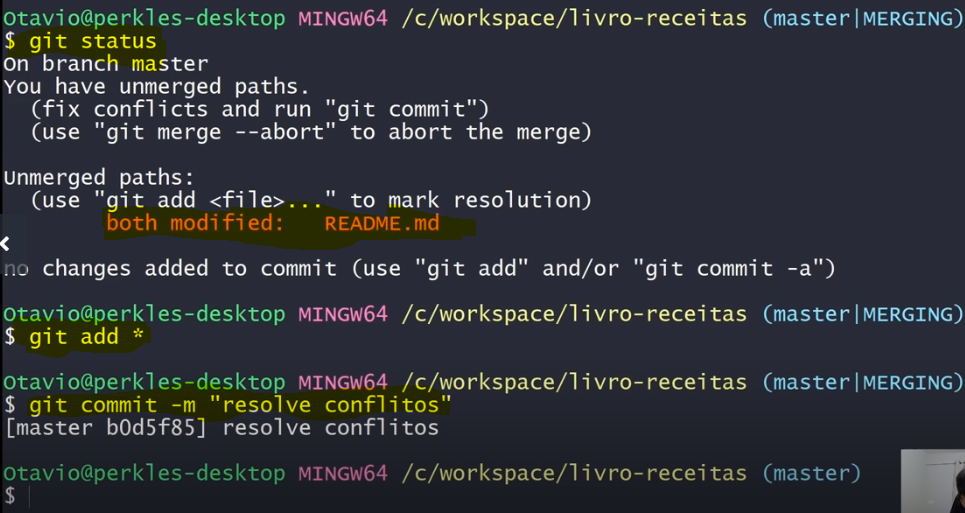 Otavio@perkles-desktop MINGW64 /c/workspace/livro-receitas (master|MERGING)
$ git status
On branch master
You have unmerged paths.
  (fix conflicts and run "git commit")
  (use "git merge --abort" to abort the merge)

Unmerged paths:
  (use "git add <file>..." to mark resolution)
        both modified:   README.md

no changes added to commit (use "git add" and/or "git commit -a")

Otavio@perkles-desktop MINGW64 /c/workspace/livro-receitas (master|MERGING)
$ git add *

Otavio@perkles-desktop MINGW64 /c/workspace/livro-receitas (master|MERGING)
$ git commit -m "resolve conflitos"
[master b0d5f85] resolve conflitos

Otavio@perkles-desktop MINGW64 /c/workspace/livro-receitas (master)
$